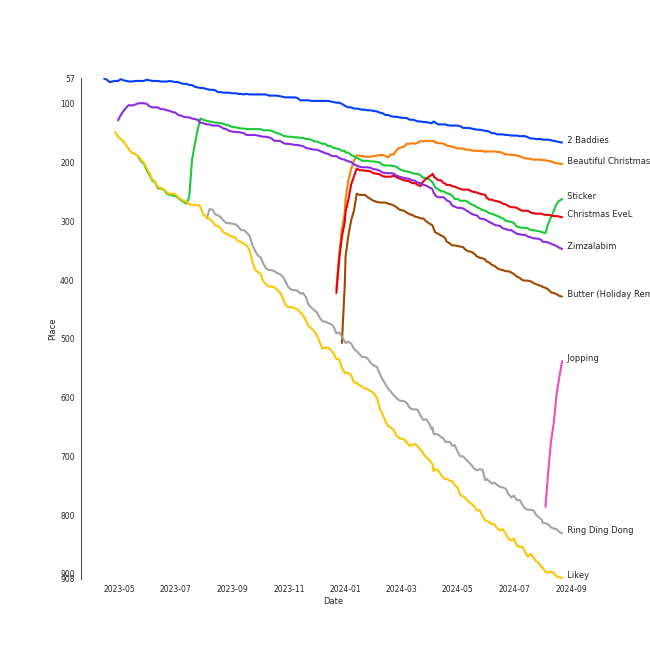 57
100
200
300
400
500
600
700
800
900
908
Place
2 Baddies
Beautiful Christmas
Sticker
Christmas EveL
Zimzalabim
Butter (Holiday Rem
Jopping
Ring Ding Dong
Likey
2023-05 2023-07 2023-09 2023-11 2024-01 2024-03 2024-05 2024-07 2024-09
Date